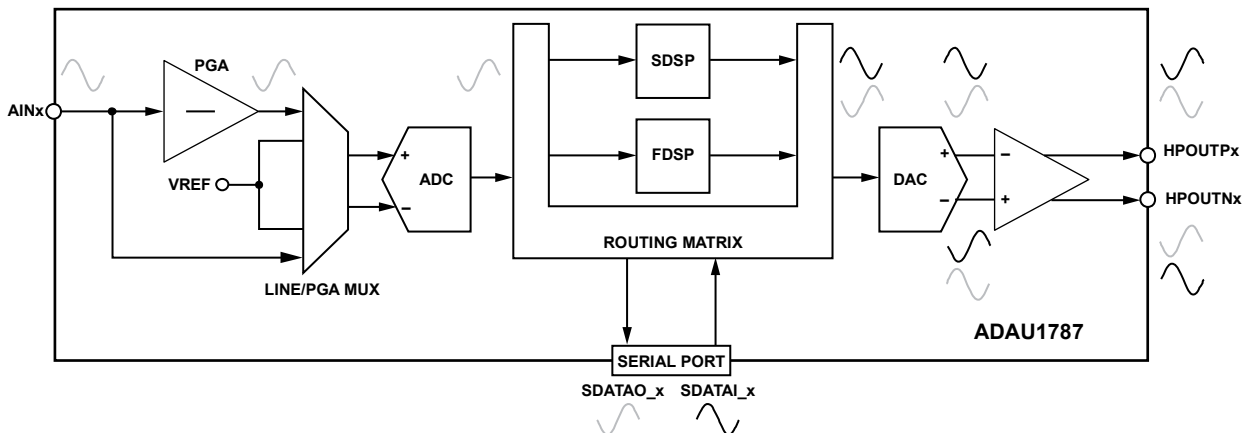 PGA
AINx
VREF
LINE/PGA MUX
+
−
ADC
SDSP
FDSP
ROUTING MATRIX
+
−
DAC
−
+
HPOUTPx
HPOUTNx
ADAU1787
SERIAL PORT
SDATAO_x SDATAI_x